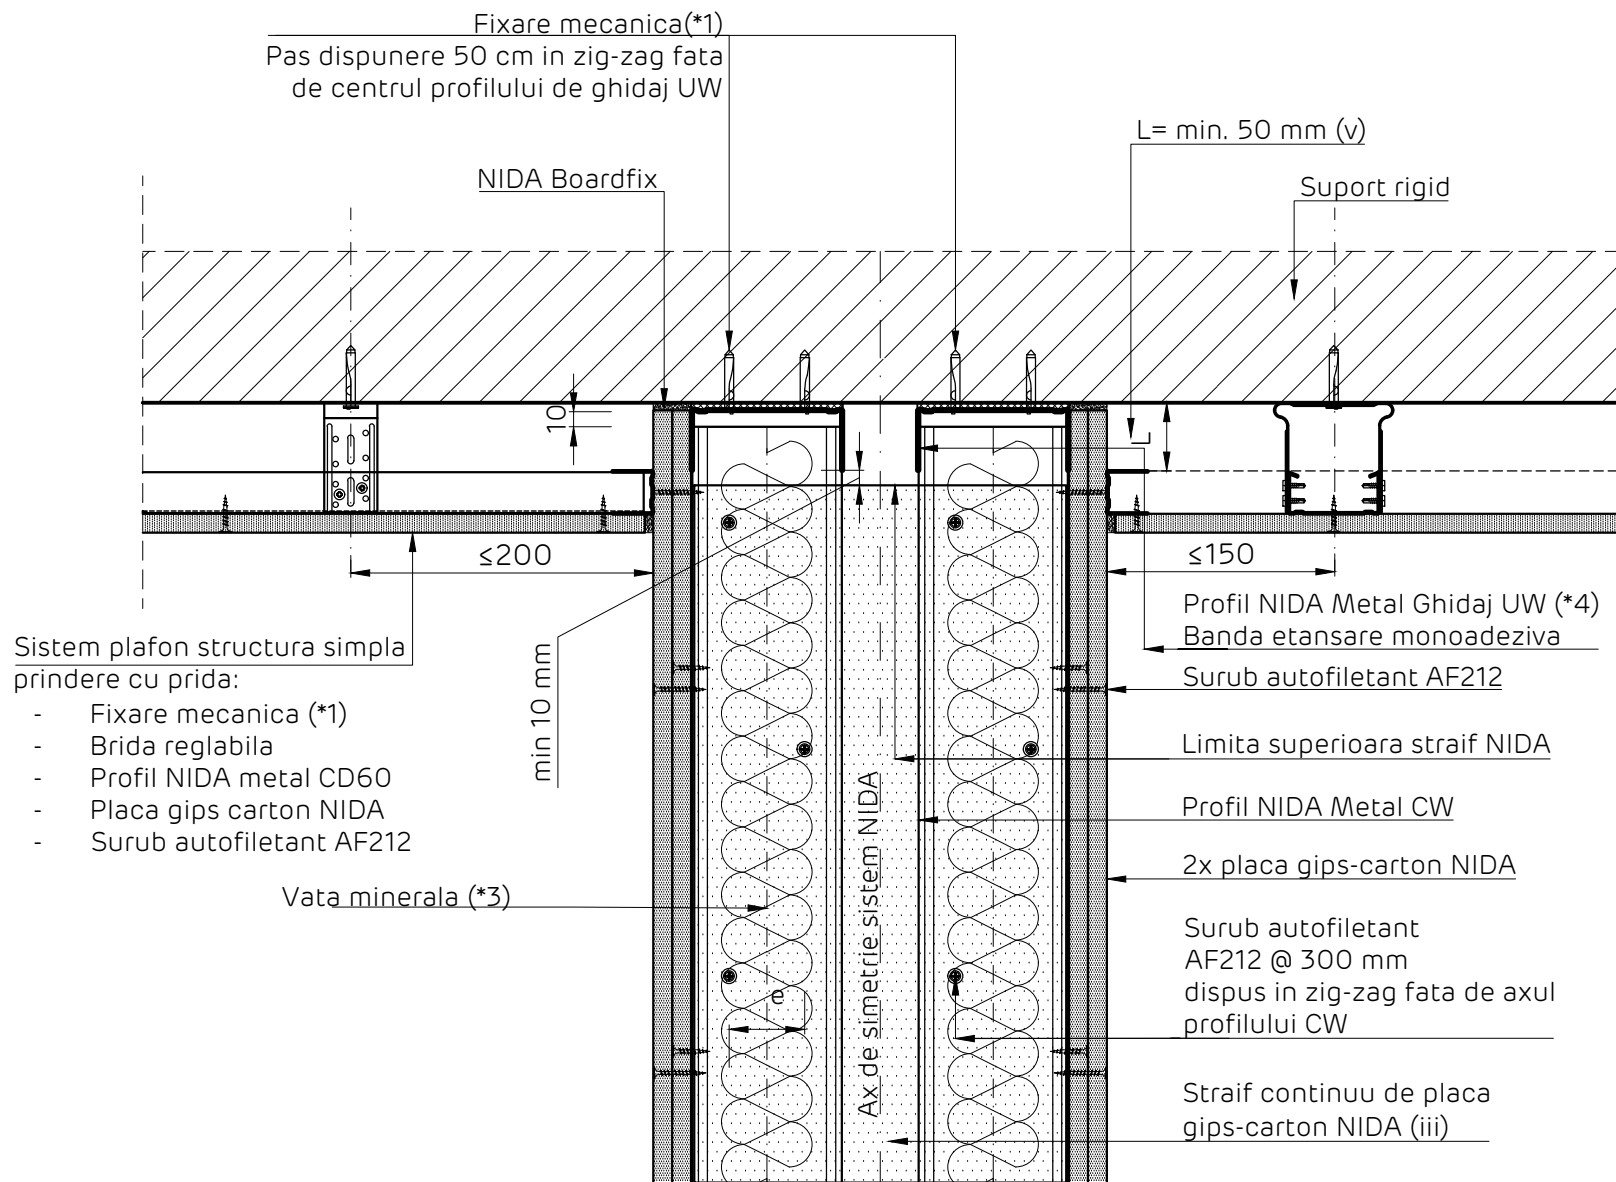 Fixare mecanica(*1)
Pas dispunere 50 cm in zig-zag fata
de centrul profilului de ghidaj UW
L= min. 50 mm (v)
NIDA Boardfix
Suport rigid
10
L
≤200
≤150
Sistem plafon structura simpla
prindere cu prida:
- Fixare mecanica (*1)
- Brida reglabila
- Profil NIDA metal CD60
- Placa gips carton NIDA
- Surub autofiletant AF212
min 10 mm
Vata minerala (*3)
e
Ax de simetrie sistem NIDA
Profil NIDA Metal Ghidaj UW (*4)
Banda etansare monoadeziva
Surub autofiletant AF212
Limita superioara straif NIDA
Profil NIDA Metal CW
2x placa gips-carton NIDA
Surub autofiletant
AF212 @ 300 mm
dispus in zig-zag fata de axul
profilului CW
Straif continuu de placa
gips-carton NIDA (iii)